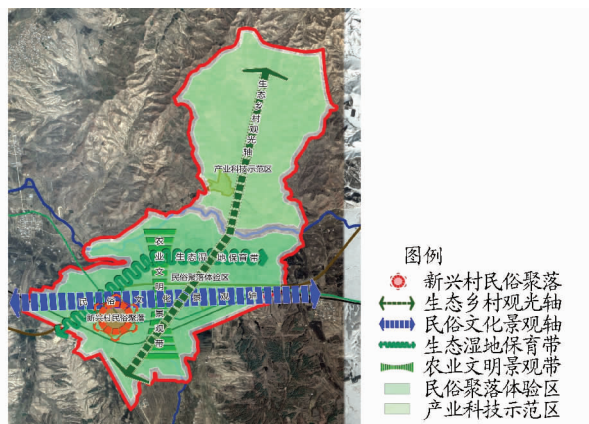 生态乡村观光轴
产业科技示范区
农业文明景观带
生态湿地保育带
民俗聚落体验区
民俗文化景观轴
新兴村民俗聚落
图例
新兴村民俗聚落
生态乡村观光轴
民俗文化景观轴
生态湿地保育带
农业文明景观带
民俗聚落体验区
产业科技示范区